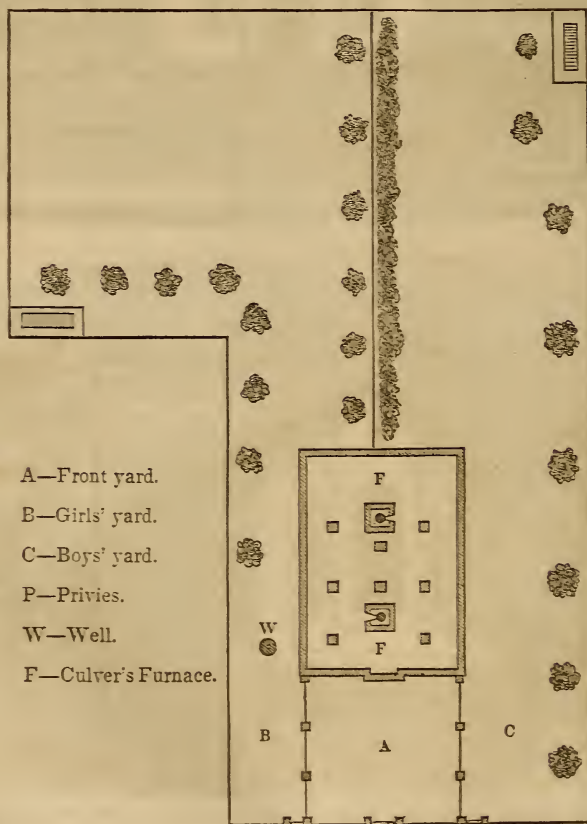 F
A—Front yard.
B—Girls' yard.
C—Boys' yard.
P—Privies.
W—Well.
F—Culver's Furnace.
W
F
B
A
C